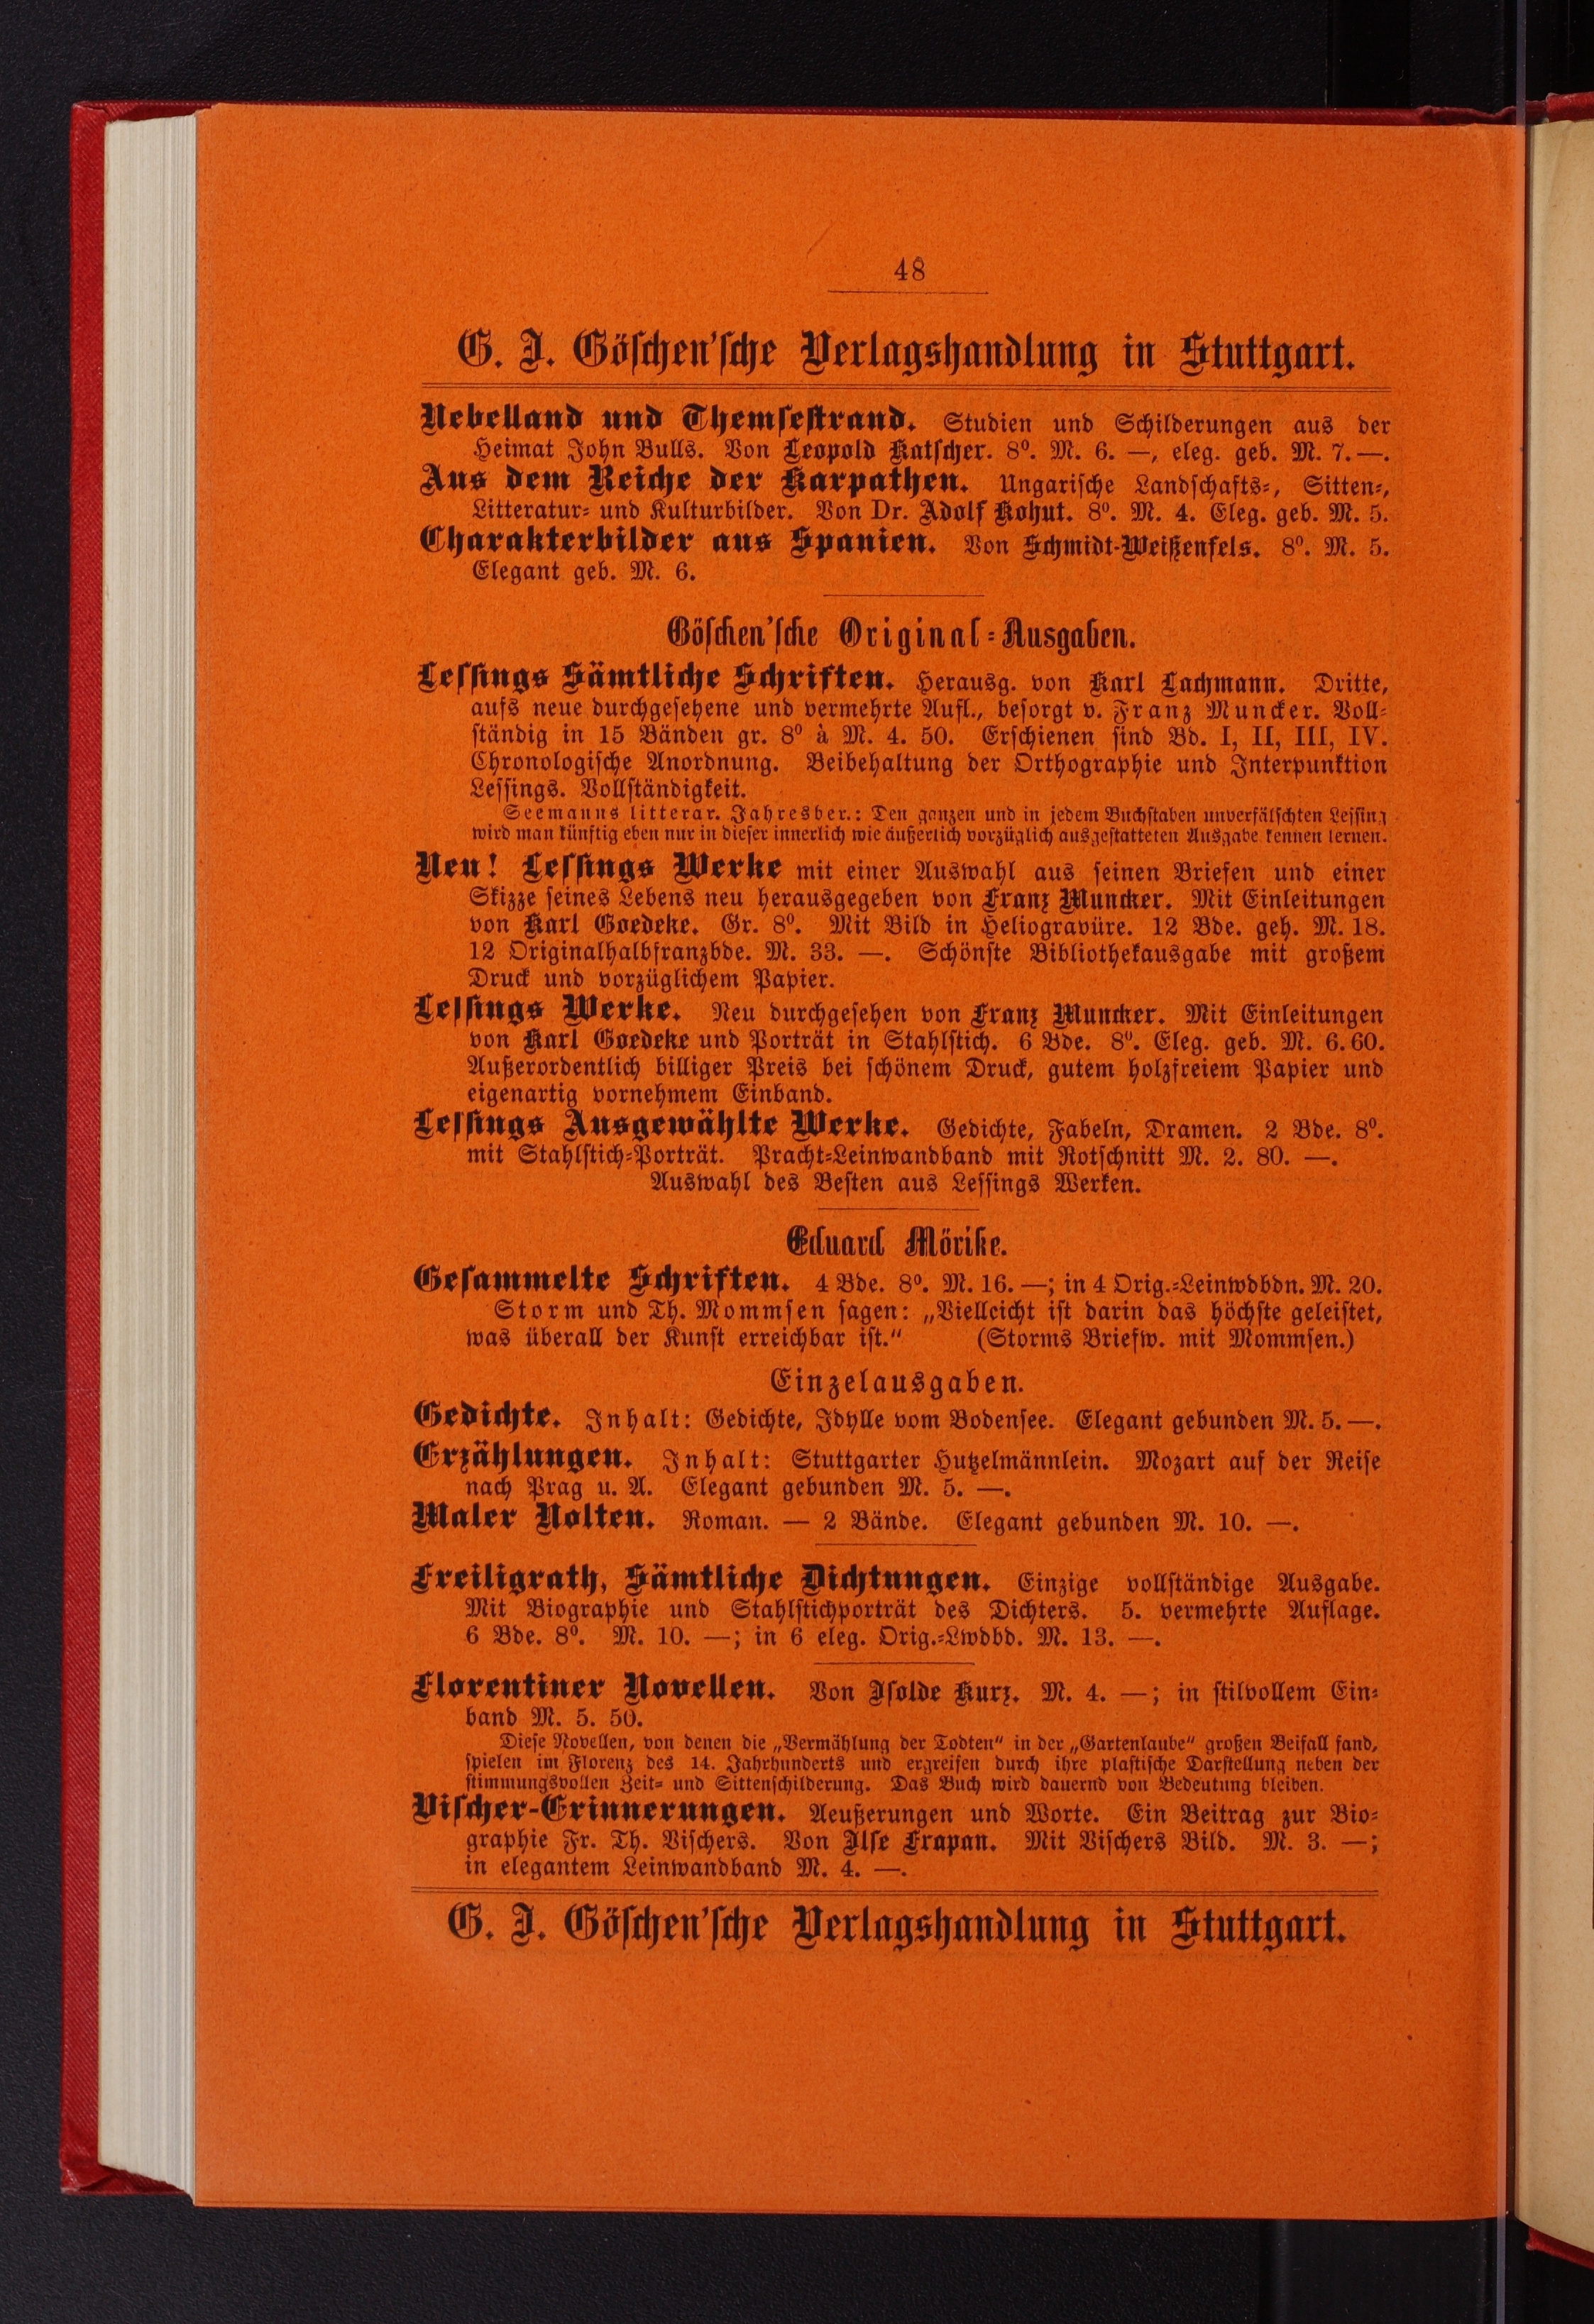 48
G. J. Göschen'sche Verlagshandlung in Stuttgart.
Nebelland und Themsestrand. Studien und Schilderungen aus der
Heimat John Bulls. Von Leopold Katscher. 8⁰. M. 6. —, eleg. geb. M. 7.—.
Aus dem Reiche der Karpathen. Ungarische Landschafts-, Sitten-,
Litteratur- und Kulturbilder. Von Dr. Adolf Kohut. 8⁰. M. 4. Eleg. geb. M. 5.
Charakterbilder aus Spanien. Von Schmidt-Weißenfels. 8⁰. M. 5.
Elegant geb. M. 6.
Göschen'sche Original-Ausgaben.
Lessings Sämtliche Schriften. Herausg. von Karl Lachmann. Dritte,
aufs neue durchgesehene und vermehrte Aufl., besorgt v. Franz Muncker. Voll-
ständig in 15 Bänden gr. 8⁰ à M. 4. 50. Erschienen sind Bd. I, II, III, IV.
Chronologische Anordnung. Beibehaltung der Orthographie und Interpunktion
Lessings. Vollständigkeit.
Seemanns litterar. Jahresber.: Den ganzen und in jedem Buchstaben unverfälschten Lessing
wird man künftig eben nur in dieser innerlich wie äußerlich vorzüglich ausgestatteten Ausgabe kennen lernen.
Neu! Lessings Werke mit einer Auswahl aus seinen Briefen und einer
Skizze seines Lebens neu herausgegeben von Franz Muncker. Mit Einleitungen
von Karl Goedeke. Gr. 8⁰. Mit Bild in Heliogravüre. 12 Bde. geh. M. 18.
12 Originalhalbfranzbde. M. 33. —. Schönste Bibliothekausgabe mit großem
Druck und vorzüglichem Papier.
Lessings Werke. Neu durchgesehen von Franz Muncker. Mit Einleitungen
von Karl Goedeke und Porträt in Stahlstich. 6 Bde. 8⁰. Eleg. geb. M. 6.60.
Außerordentlich billiger Preis bei schönem Druck, gutem holzfreiem Papier und
eigenartig vornehmem Einband.
Lessings Ausgewählte Werke. Gedichte, Fabeln, Dramen. 2 Bde. 8⁰.
mit Stahlstich-Porträt. Pracht-Leinwandband mit Rotschnitt M. 2. 80. —.
Auswahl des Besten aus Lessings Werken.
Eduard Mörike.
Gesammelte Schriften. 4 Bde. 8⁰. M. 16. —; in 4 Orig.-Leinwdbdn. M. 20.
Storm und Th. Mommsen sagen: „Vielleicht ist darin das höchste geleistet,
was überall der Kunst erreichbar ist.“ (Storms Briefw. mit Mommsen.)
Einzelausgaben.
Gedichte. Inhalt: Gedichte, Idylle vom Bodensee. Elegant gebunden M. 5.—.
Erzählungen. Inhalt: Stuttgarter Hutzelmännlein. Mozart auf der Reise
nach Prag u. A. Elegant gebunden M. 5. —.
Maler Nolten. Roman. — 2 Bände. Elegant gebunden M. 10. —.
Freiligrath, Sämtliche Dichtungen. Einzige vollständige Ausgabe.
Mit Biographie und Stahlstichporträt des Dichters. 5. vermehrte Auflage.
6 Bde. 8⁰. M. 10. —; in 6 eleg. Orig.-Lwdbd. M. 13. —.
Florentiner Novellen. Von Isolde Kurz. M. 4. —; in stilvollem Ein-
band M. 5. 50.
Diese Novellen, von denen die „Vermählung der Todten“ in der „Gartenlaube“ großen Beifall fand,
spielen im Florenz des 14. Jahrhunderts und ergreifen durch ihre plastische Darstellung neben der
stimmungsvollen Zeit- und Sittenschilderung. Das Buch wird dauernd von Bedeutung bleiben.
Vischer-Erinnerungen. Aeußerungen und Worte. Ein Beitrag zur Bio-
graphie Fr. Th. Vischers. Von Ilse Frapan. Mit Vischers Bild. M. 3. —;
in elegantem Leinwandband M. 4. —.
G. J. Göschen'sche Verlagshandlung in Stuttgart.